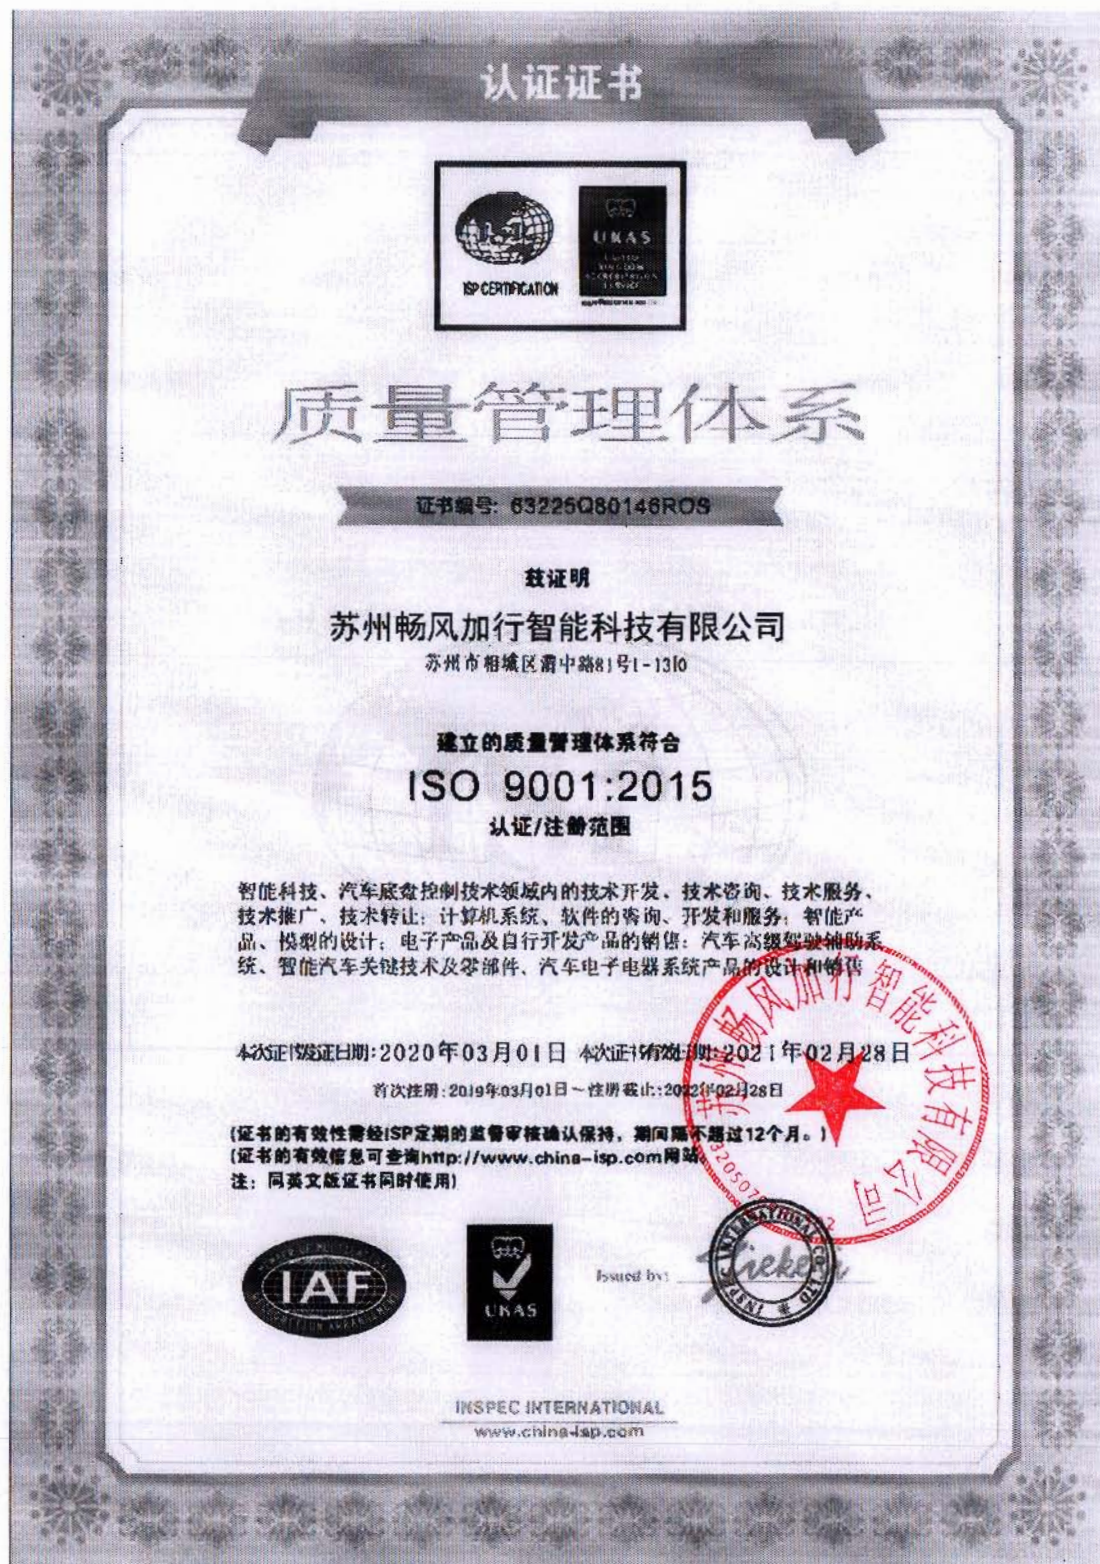 认证证书
ISP CERTIFICATION
UKAS
质量管理体系
证书编号: 63225Q80146ROS
兹证明
苏州畅风加行智能科技有限公司
苏州市相城区渭中路81号1-1310
建立的质量管理体系符合
ISO 9001:2015
认证/注册范围
智能科技、汽车底盘控制技术领域内的技术开发、技术咨询、技术服务、
技术推广、技术转让; 计算机系统、软件的咨询、开发和服务; 智能产
品、模型的设计; 电子产品及自行开发产品的销售; 汽车高级驾驶辅助系
统、智能汽车关键技术及零部件、汽车电子电器系统产品的设计和销售
本次证书发证日期:2020年03月01日 本次证书有效日期:2021年02月28日
首次注册:2019年03月01日～注册截止:2022年02月28日
(证书的有效性需经ISP定期的监督审核确认保持，期间隔不超过12个月。)
(证书的有效信息可查询http://www.china-isp.com网站。
注：同英文版证书同时使用)
苏州畅风加行智能科技有限公司
IAF
UKAS
Issued by:
INSPEC INTERNATIONAL CO LTD
INSPEC INTERNATIONAL
www.china-isp.com